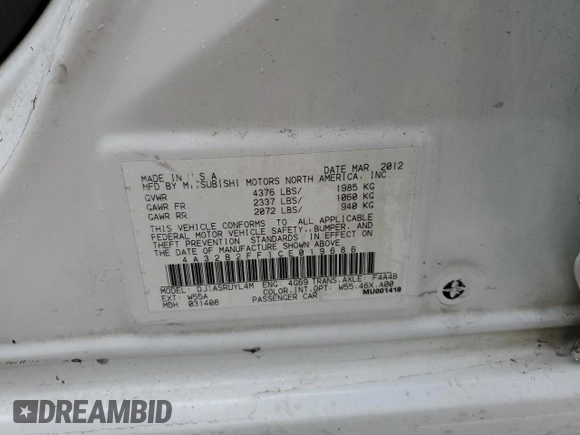 MADE IN U.S.A. DATE MAR 2012
MFD BY MITSUBISHI MOTORS NORTH AMERICA, INC.
GVWR 4376 LBS/ 1985 KG
GAWR FR 2337 LBS/ 1060 KG
GAWR RR 2072 LBS/ 940 KG
THIS VEHICLE CONFORMS TO ALL APPLICABLE
FEDERAL MOTOR VEHICLE SAFETY, BUMPER, AND
THEFT PREVENTION STANDARDS IN EFFECT ON
THE DATE OF MANUFACTURE SHOWN ABOVE.
4A32B2FF1CE019686
MODEL: DJ1ASRUYL4M ENG: 4G69 TRANS.AXLE: F4A4B
EXT: W55A COLOR.INT.OPT: W55.46X.A00
MDH 031408 PASSENGER CAR MU001418
DREAMBID